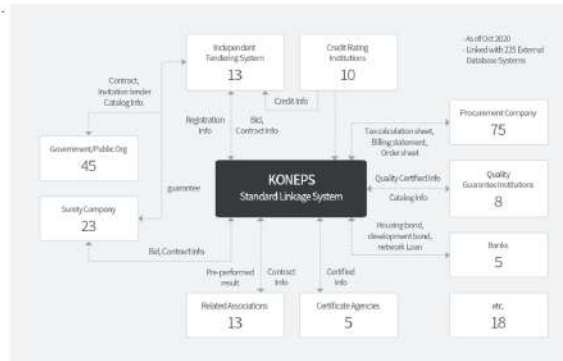 Independent
Tendering System
13
Credit Rating
Institutions
10
-As of Oct 2020
- Linked with 225 External
Database Systems
Contract,
Invitation tender
Catalog Info
Credit Info
Registration
Info
Bid,
Contract Info
Procurement Company
75
Tax calculation sheet,
Billing statement,
Order sheet
Government/Public Org
45
KONEPS
Standard Linkage System
Quality Certified Info
Catalog Info
Quality
Guarantee Institutions
8
guarantee
Surety Company
23
Housing bond,
development bond,
network Loan
Banks
5
Bid, Contract Info
Pre-performed
result
Contract
Info
Certified
Info
Related Associations
13
Certificate Agencies
5
etc.
18